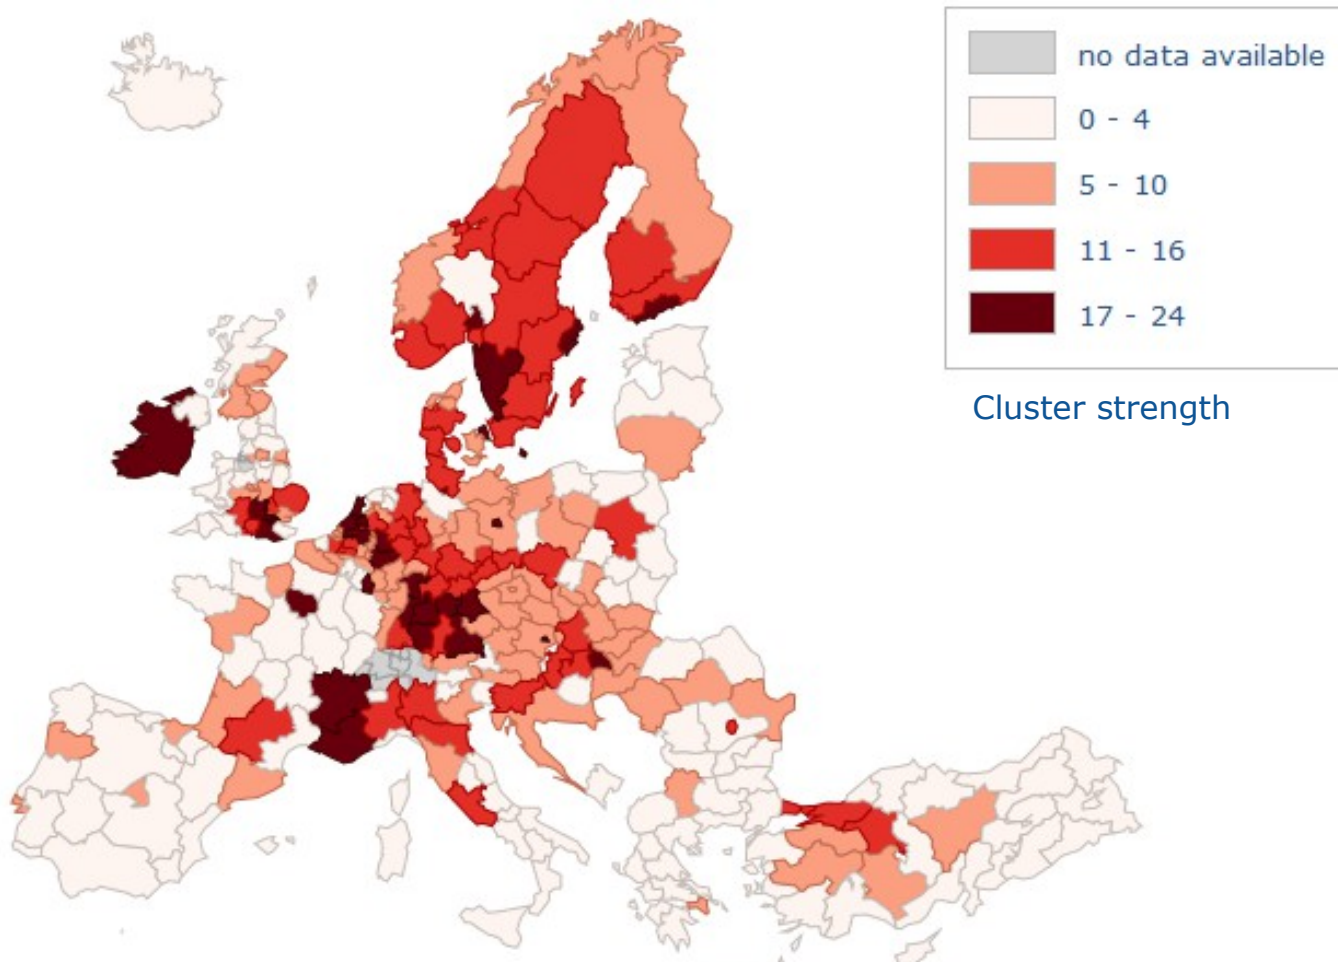 no data available
0 - 4
5 - 10
11 - 16
17 - 24
Cluster strength